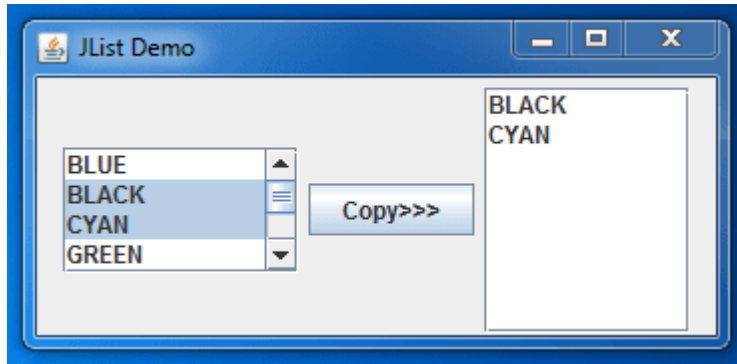 JList Demo
BLUE
BLACK
CYAN
GREEN
Copy>>>
BLACK
CYAN